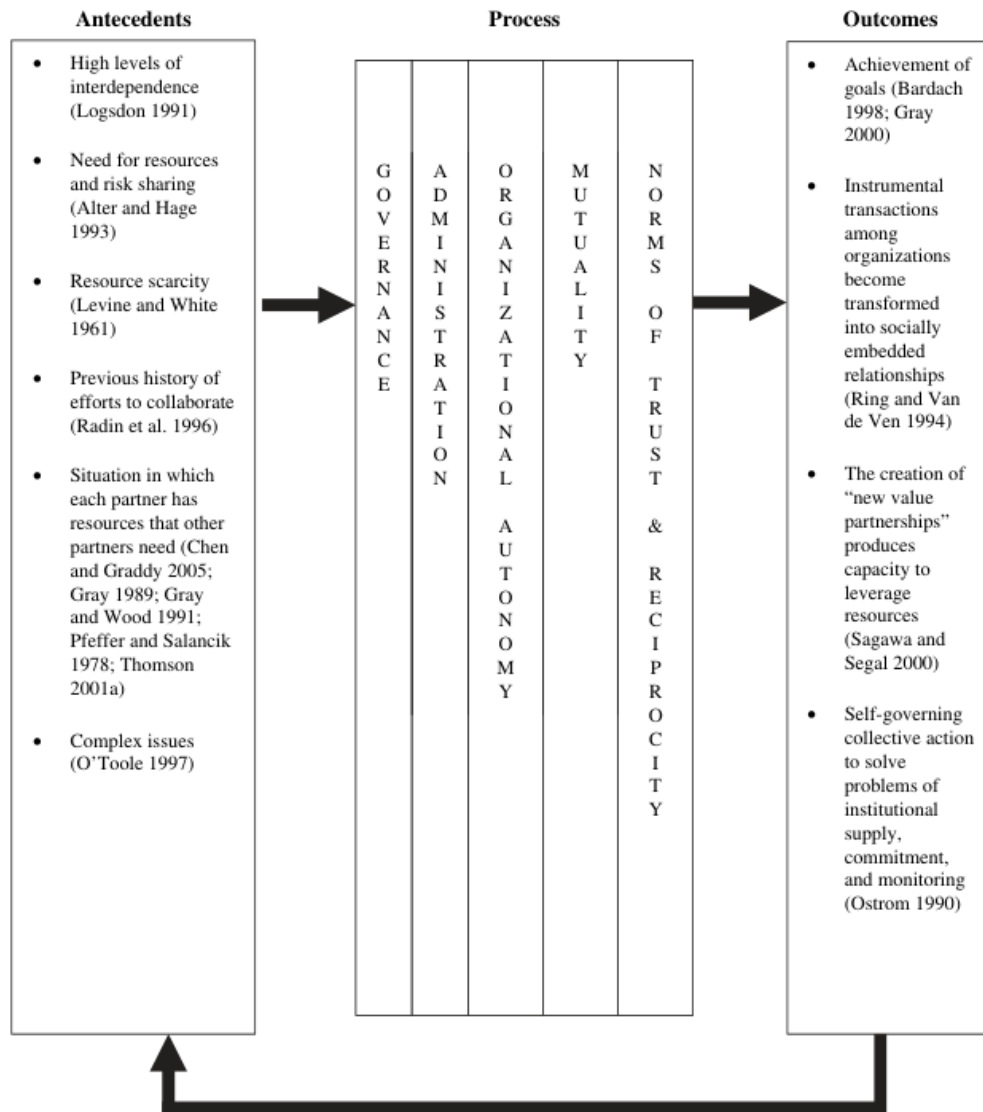 Antecedents
• High levels of
interdependence
(Logsdon 1991)
• Need for resources
and risk sharing
(Alter and Hage
1993)
• Resource scarcity
(Levine and White
1961)
• Previous history of
efforts to collaborate
(Radin et al. 1996)
• Situation in which
each partner has
resources that other
partners need (Chen
and Graddy 2005;
Gray 1989; Gray
and Wood 1991;
Pfeffer and Salancik
1978; Thomson
2001a)
• Complex issues
(O'Toole 1997)
Process
GOVERNANCE
ADMINISTRATION
ORGANIZATIONAL AUTONOMY
MUTUALITY
NORMS OF TRUST & RECIPROCITY
Outcomes
• Achievement of
goals (Bardach
1998; Gray
2000)
• Instrumental
transactions
among
organizations
become
transformed
into socially
embedded
relationships
(Ring and Van
de Ven 1994)
• The creation of
“new value
partnerships”
produces
capacity to
leverage
resources
(Sagawa and
Segal 2000)
• Self-governing
collective action
to solve
problems of
institutional
supply,
commitment,
and monitoring
(Ostrom 1990)